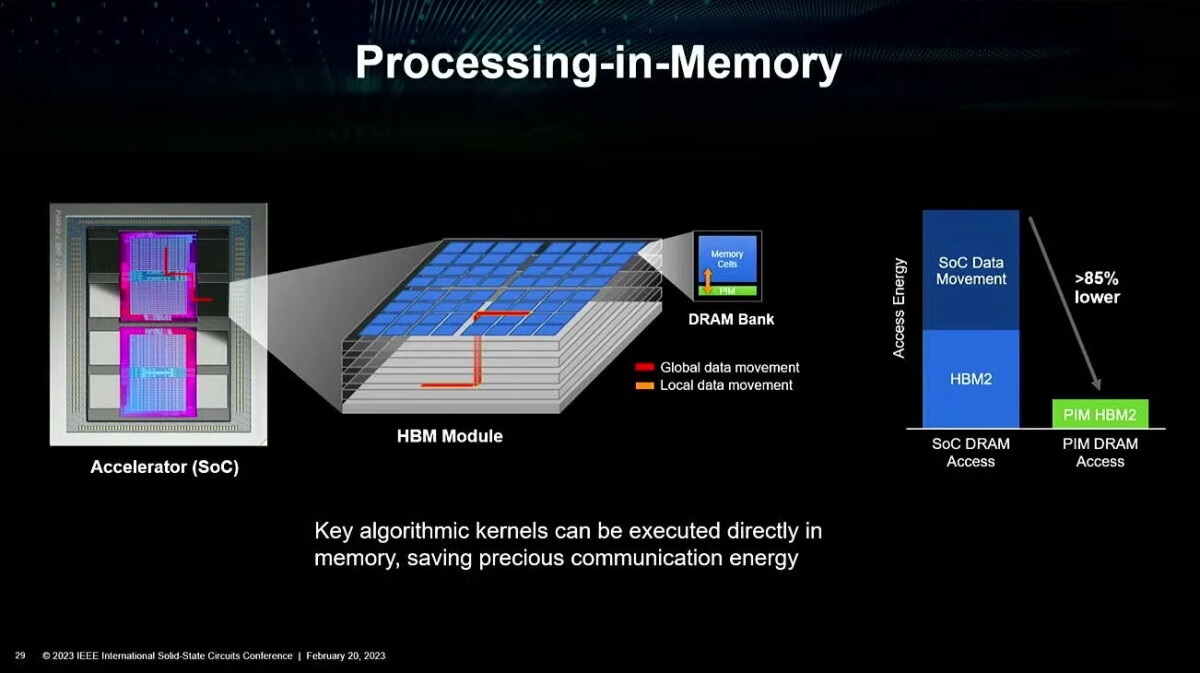 Processing-in-Memory
Accelerator (SoC)
HBM Module
Memory
Cells
PIM
DRAM Bank
Global data movement
Local data movement
Access Energy
SoC Data
Movement
HBM2
>85%
lower
PIM HBM2
SoC DRAM
Access
PIM DRAM
Access
Key algorithmic kernels can be executed directly in
memory, saving precious communication energy
29 © 2023 IEEE International Solid-State Circuits Conference | February 20, 2023